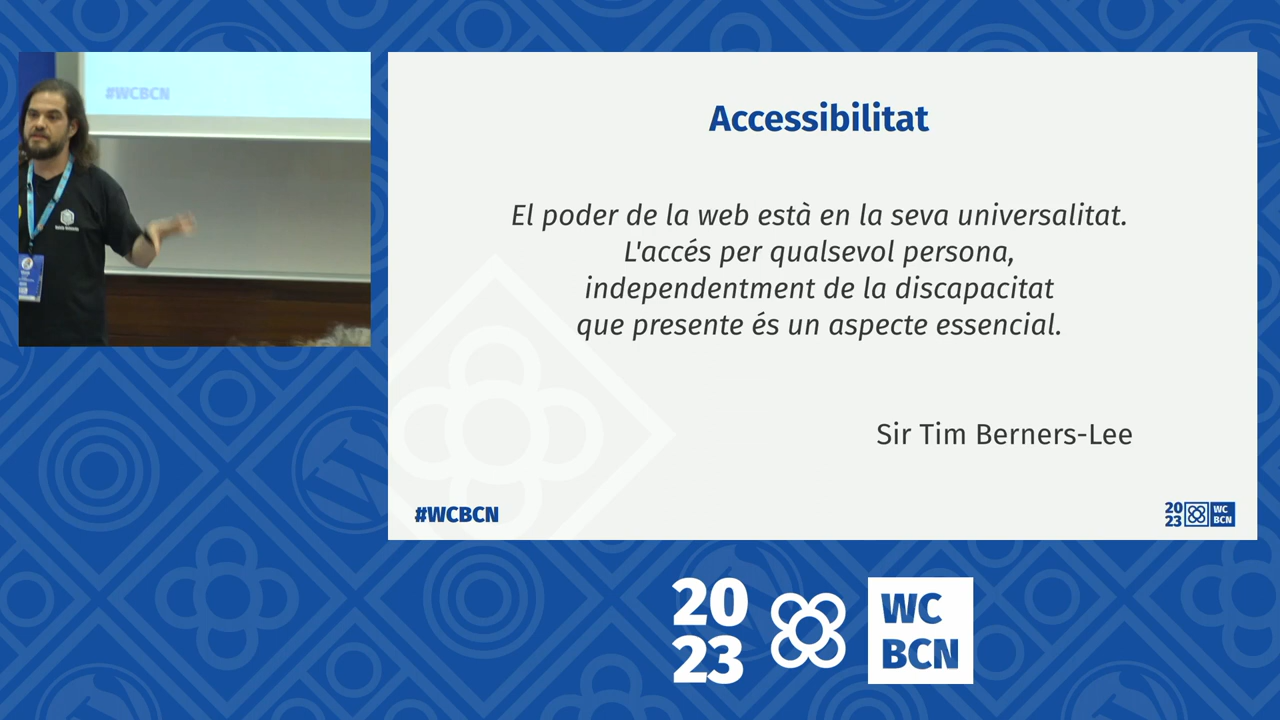 #WCBCN
Accessibilitat
El poder de la web està en la seva universalitat.
L'accés per qualsevol persona,
independentment de la discapacitat
que presente és un aspecte essencial.
Sir Tim Berners-Lee
#WCBCN
20
23
WC
BCN
20
23
WC
BCN